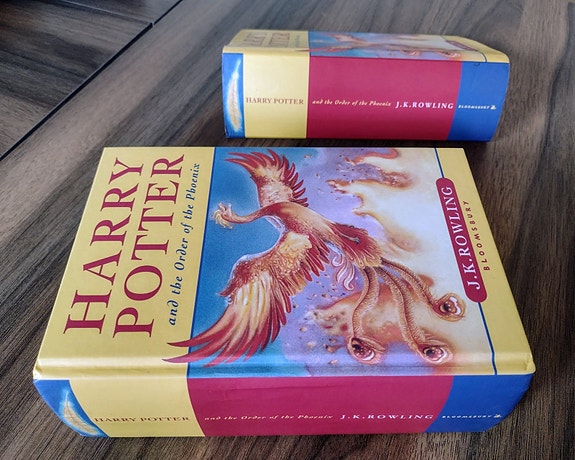 HARRY POTTER and the Order of the Phoenix J.K.ROWLING BLOOMSBURY
HARRY
POTTER
and the Order of the Phoenix
J.K.ROWLING
BLOOMSBURY
HARRY POTTER and the Order of the Phoenix J.K.ROWLING BLOOMSBURY